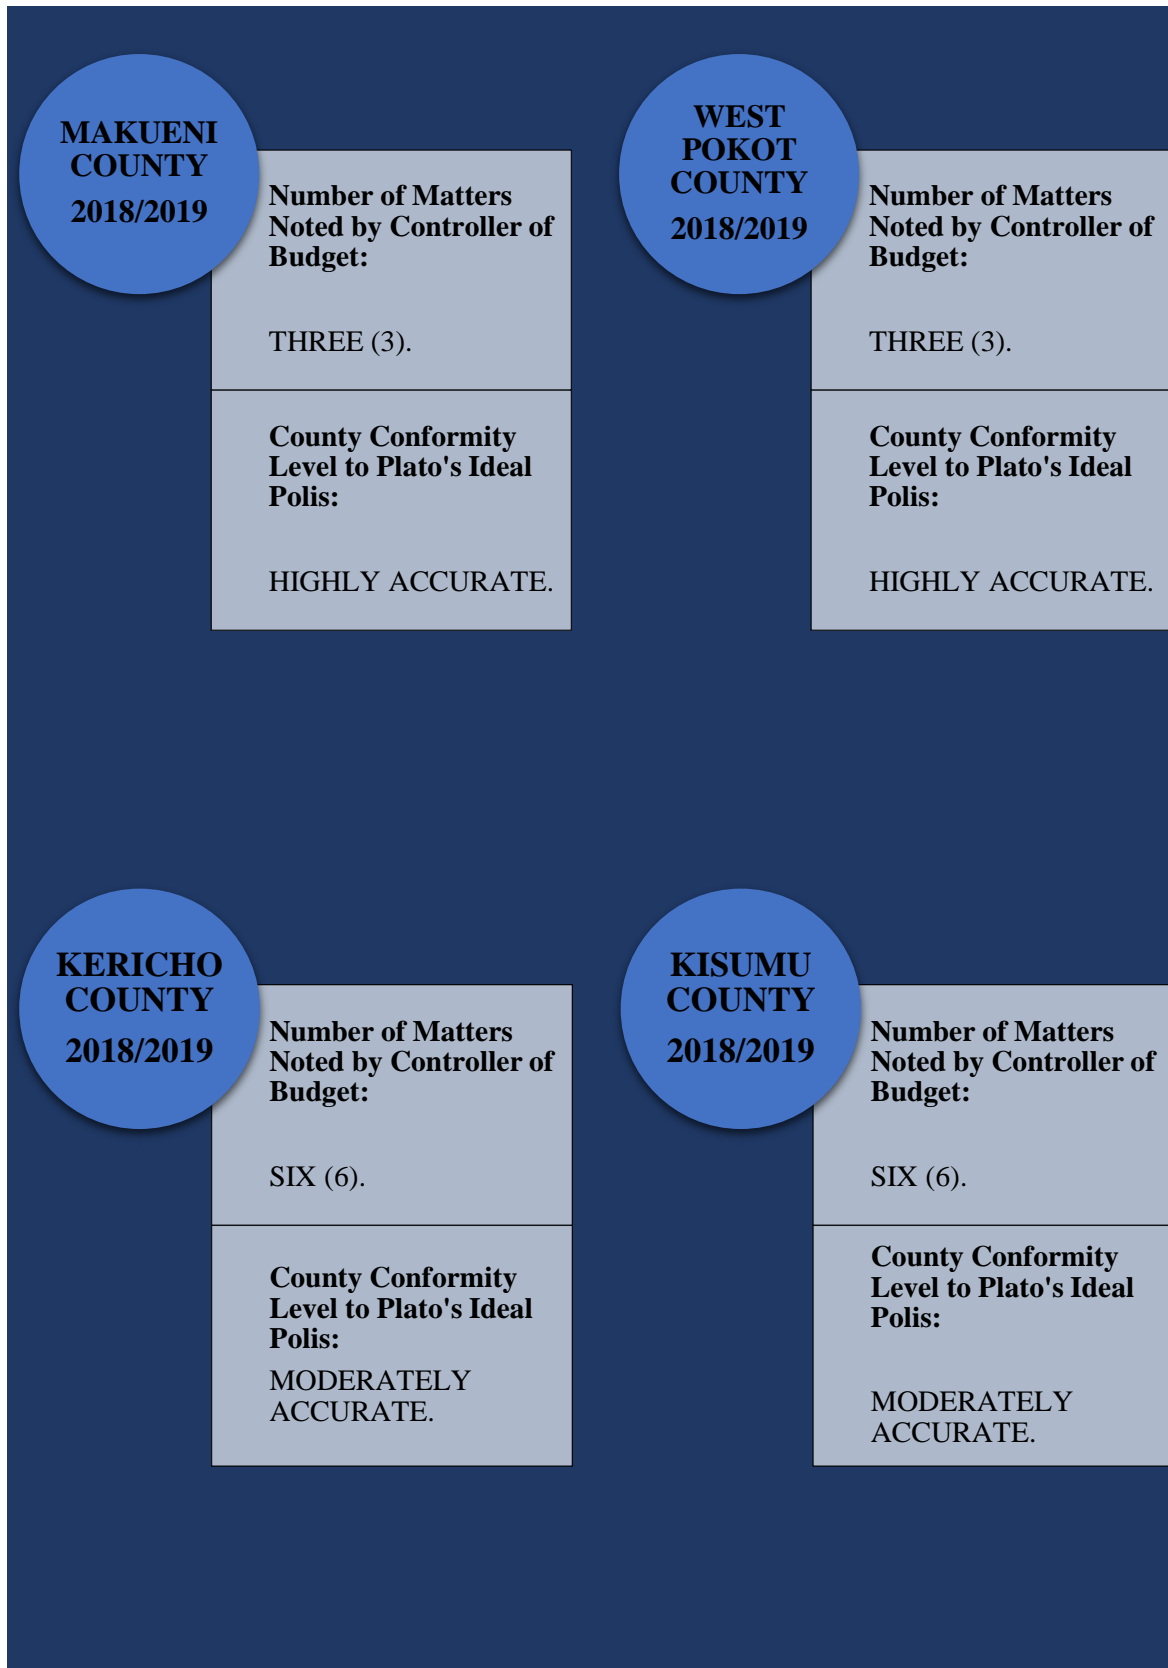 MAKUENI
COUNTY
2018/2019
Number of Matters
Noted by Controller of
Budget:
THREE (3).
County Conformity
Level to Plato's Ideal
Polis:
HIGHLY ACCURATE.
WEST
POKOT
COUNTY
2018/2019
Number of Matters
Noted by Controller of
Budget:
THREE (3).
County Conformity
Level to Plato's Ideal
Polis:
HIGHLY ACCURATE.
KERICHO
COUNTY
2018/2019
Number of Matters
Noted by Controller of
Budget:
SIX (6).
County Conformity
Level to Plato's Ideal
Polis:
MODERATELY
ACCURATE.
KISUMU
COUNTY
2018/2019
Number of Matters
Noted by Controller of
Budget:
SIX (6).
County Conformity
Level to Plato's Ideal
Polis:
MODERATELY
ACCURATE.